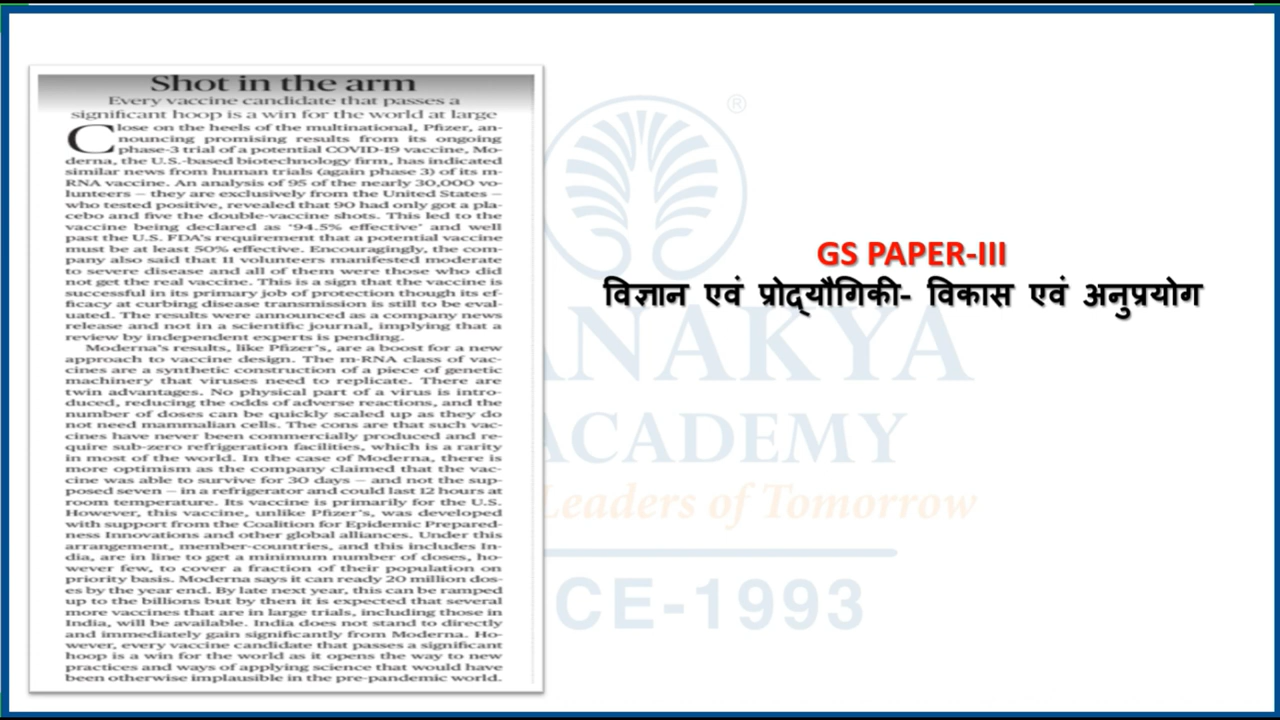 Shot in the arm
Every vaccine candidate that passes a
significant hoop is a win for the world at large
Close on the heels of the multinational, Pfizer, an-
nouncing promising results from its ongoing
phase-3 trial of a potential COVID-19 vaccine, Mo-
derna, the U.S.-based biotechnology firm, has indicated
similar news from human trials (again phase 3) of its m-
RNA vaccine. An analysis of 95 of the nearly 30,000 vo-
lunteers — they are exclusively from the United States —
who tested positive, revealed that 90 had only got a pla-
cebo and five the double-vaccine shots. This led to the
vaccine being declared as ‘94.5% effective’ and well
past the U.S. FDA’s requirement that a potential vaccine
must be at least 50% effective. Encouragingly, the com-
pany also said that 11 volunteers manifested moderate
to severe disease and all of them were those who did
not get the real vaccine. This is a sign that the vaccine is
successful in its primary job of protection though its ef-
ficacy at curbing disease transmission is still to be eval-
uated. The results were announced as a company news
release and not in a scientific journal, implying that a
review by independent experts is pending.
Moderna’s results, like Pfizer’s, are a boost for a new
approach to vaccine design. The m-RNA class of vac-
cines are a synthetic construction of a piece of genetic
machinery that viruses need to replicate. There are
twin advantages. No physical part of a virus is intro-
duced, reducing the odds of adverse reactions, and the
number of doses can be quickly scaled up as they do
not need mammalian cells. The cons are that such vac-
cines have never been commercially produced and re-
quire sub-zero refrigeration facilities, which is a rarity
in most of the world. In the case of Moderna, there is
more optimism as the company claimed that the vac-
cine was able to survive for 30 days — and not the sup-
posed seven — in a refrigerator and could last 12 hours at
room temperature. Its vaccine is primarily for the U.S.
However, this vaccine, unlike Pfizer’s, was developed
with support from the Coalition for Epidemic Prepared-
ness Innovations and other global alliances. Under this
arrangement, member-countries, and this includes In-
dia, are in line to get a minimum number of doses, ho-
wever few, to cover a fraction of their population on
priority basis. Moderna says it can ready 20 million dos-
es by the year end. By late next year, this can be ramped
up to the billions but by then it is expected that several
more vaccines that are in large trials, including those in
India, will be available. India does not stand to directly
and immediately gain significantly from Moderna. Ho-
wever, every vaccine candidate that passes a significant
hoop is a win for the world as it opens the way to new
practices and ways of applying science that would have
been otherwise implausible in the pre-pandemic world.
GS PAPER-III
विज्ञान एवं प्रोद्यौगिकी- विकास एवं अनुप्रयोग
®
ANAKYA
ACADEMY
Leaders of Tomorrow
CE-1993